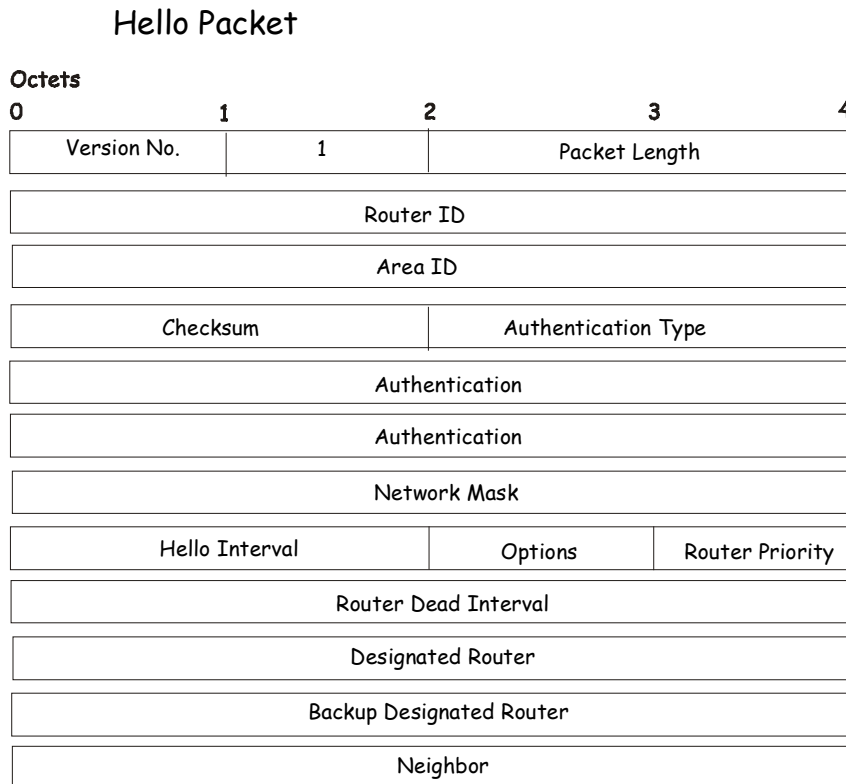 Hello Packet
Octets
0 1 2 3 4
Version No. 1 Packet Length
Router ID
Area ID
Checksum Authentication Type
Authentication
Authentication
Network Mask
Hello Interval Options Router Priority
Router Dead Interval
Designated Router
Backup Designated Router
Neighbor